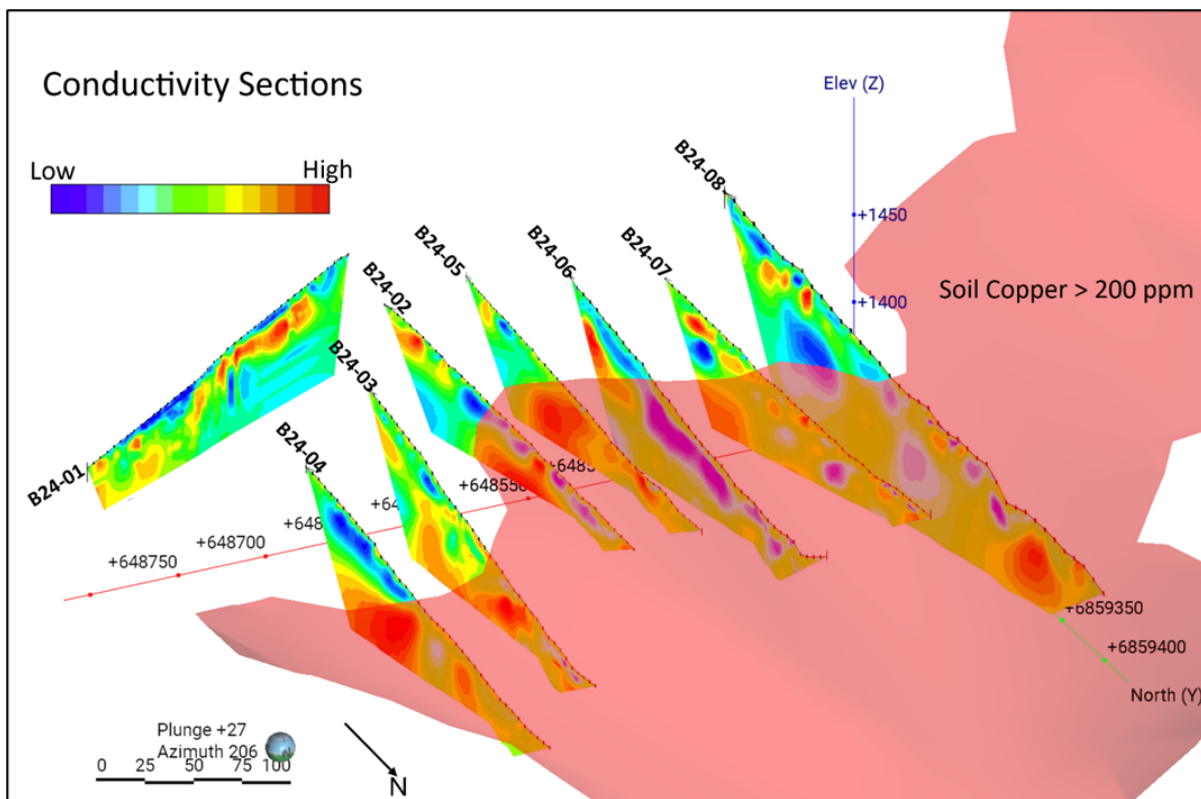 Conductivity Sections
Low
High
Elev (Z)
B24-08
+1450
B24-07
B24-06
B24-05
B24-02
+1400
Soil Copper > 200 ppm
B24-03
B24-01
B24-04
+648550
+648700
+648750
+6859350
+6859400
North (Y)
Plunge +27
Azimuth 206
0 25 50 75 100
N